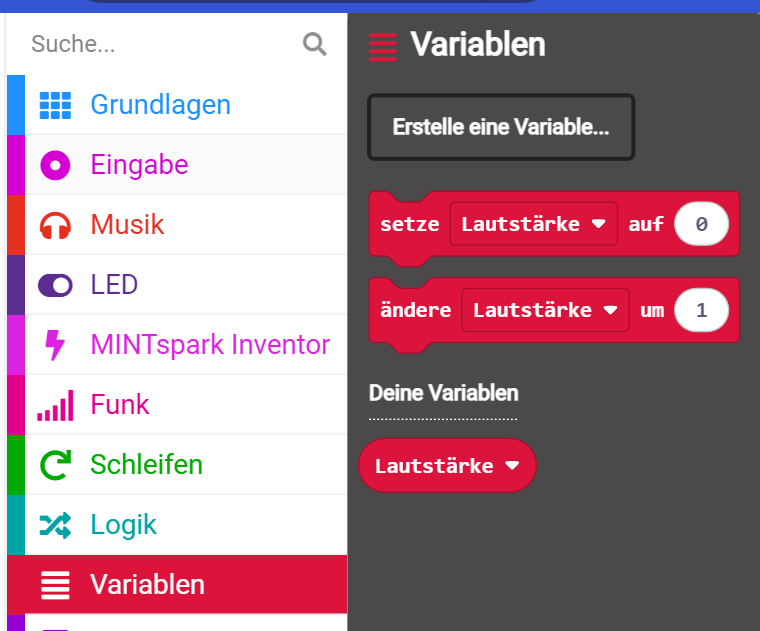 Suche...
Grundlagen
Eingabe
Musik
LED
MINTspark Inventor
Funk
Schleifen
Logik
Variablen
Variablen
Erstelle eine Variable...
setze Lautstärke auf 0
ändere Lautstärke um 1
Deine Variablen
Lautstärke